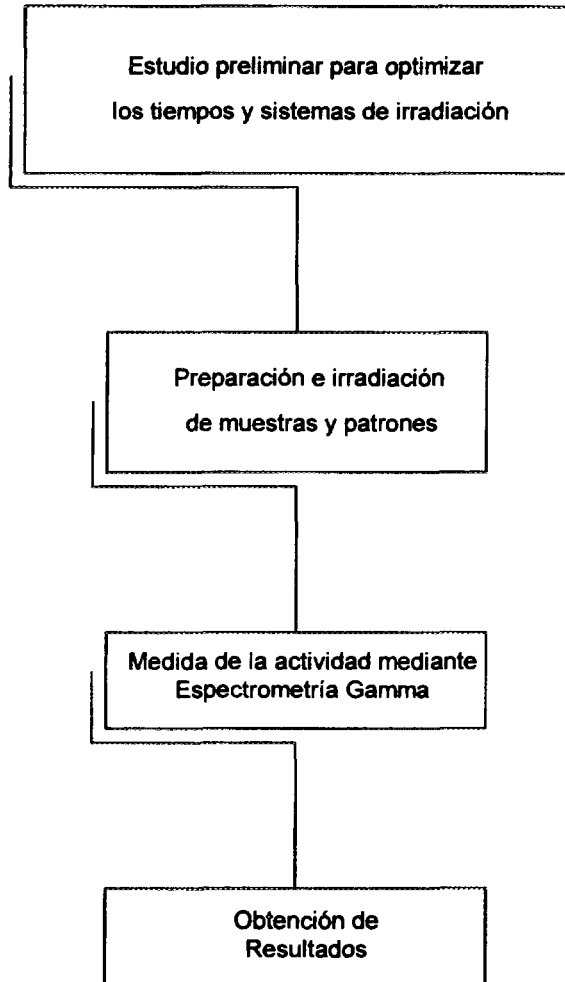 Estudio preliminar para optimizar
los tiempos y sistemas de irradiación
Preparación e irradiación
de muestras y patrones
Medida de la actividad mediante
Espectrometría Gamma
Obtención de
Resultados